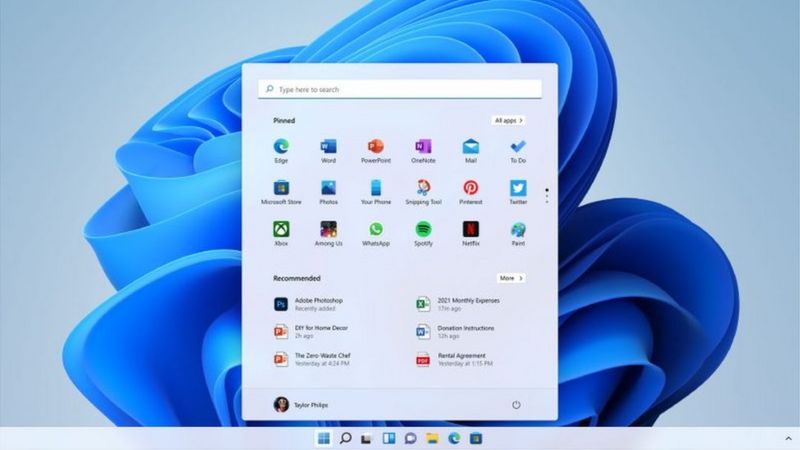 Type here to search
Pinned
All apps >
Edge
Word
PowerPoint
OneNote
Mail
To Do
Microsoft Store
Photos
Your Phone
Snipping Tool
Pinterest
Twitter
Xbox
Among Us
WhatsApp
Spotify
Netflix
Paint
Recommended
More >
Ps
Adobe Photoshop
Recently added
2021 Monthly Expenses
17m ago
DIY for Home Decor
2h ago
Donation Instructions
12h ago
The Zero-Waste Chef
Yesterday at 4:24 PM
PDF
Rental Agreement
Yesterday at 1:15 PM
Taylor Philips